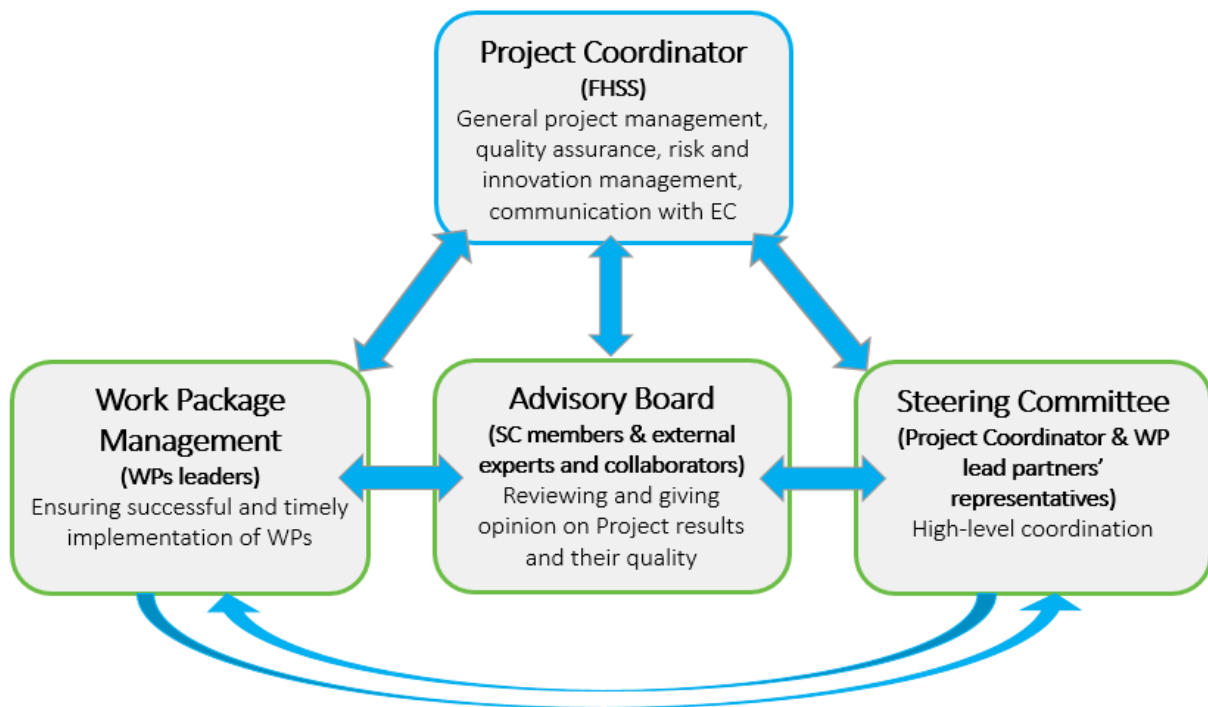 Project Coordinator
(FHSS)
General project management,
quality assurance, risk and
innovation management,
communication with EC
Work Package
Management
(WPs leaders)
Ensuring successful and timely
implementation of WPs
Advisory Board
(SC members & external
experts and collaborators)
Reviewing and giving
opinion on Project results
and their quality
Steering Committee
(Project Coordinator & WP
lead partners’
representatives)
High-level coordination